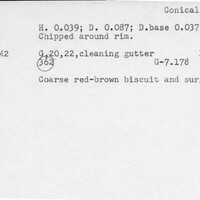 Conical
H. 0.039; D. 0.087; D.base 0.037
Chipped around rim.
G.20,22,cleaning gutter
362
G-7.178
Coarse red-brown biscuit and sur